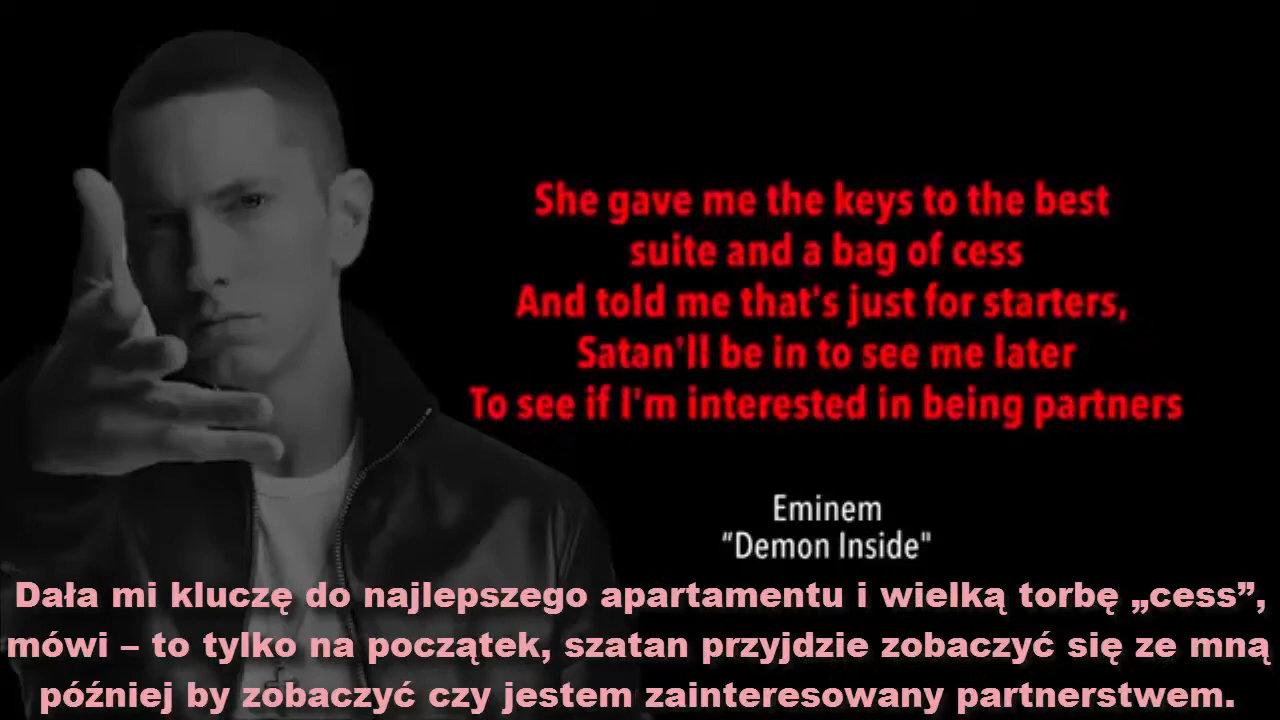 She gave me the keys to the best
suite and a bag of cess
And told me that's just for starters,
Satan'll be in to see me later
To see if I'm interested in being partners
Eminem
"Demon Inside"
Dała mi kluczę do najlepszego apartamentu i wielką torbę „cess”,
mówi – to tylko na początek, szatan przyjdzie zobaczyć się ze mną
później by zobaczyć czy jestem zainteresowany partnerstwem.